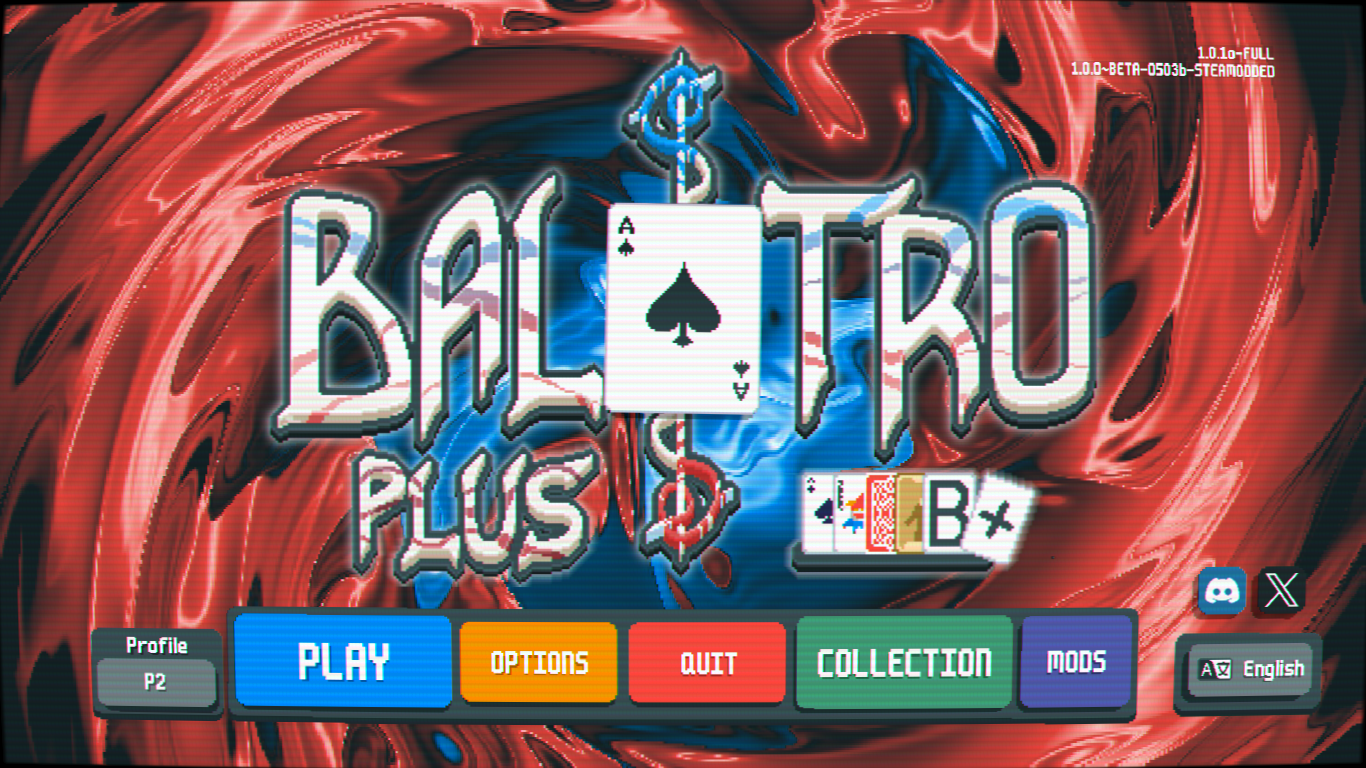 1.0.1o-FULL
1.0.0~BETA-0503b-STEAMODDED
A
BALATRO
A
PLUS
B+
Profile
P2
PLAY
OPTIONS
QUIT
COLLECTION
MODS
English